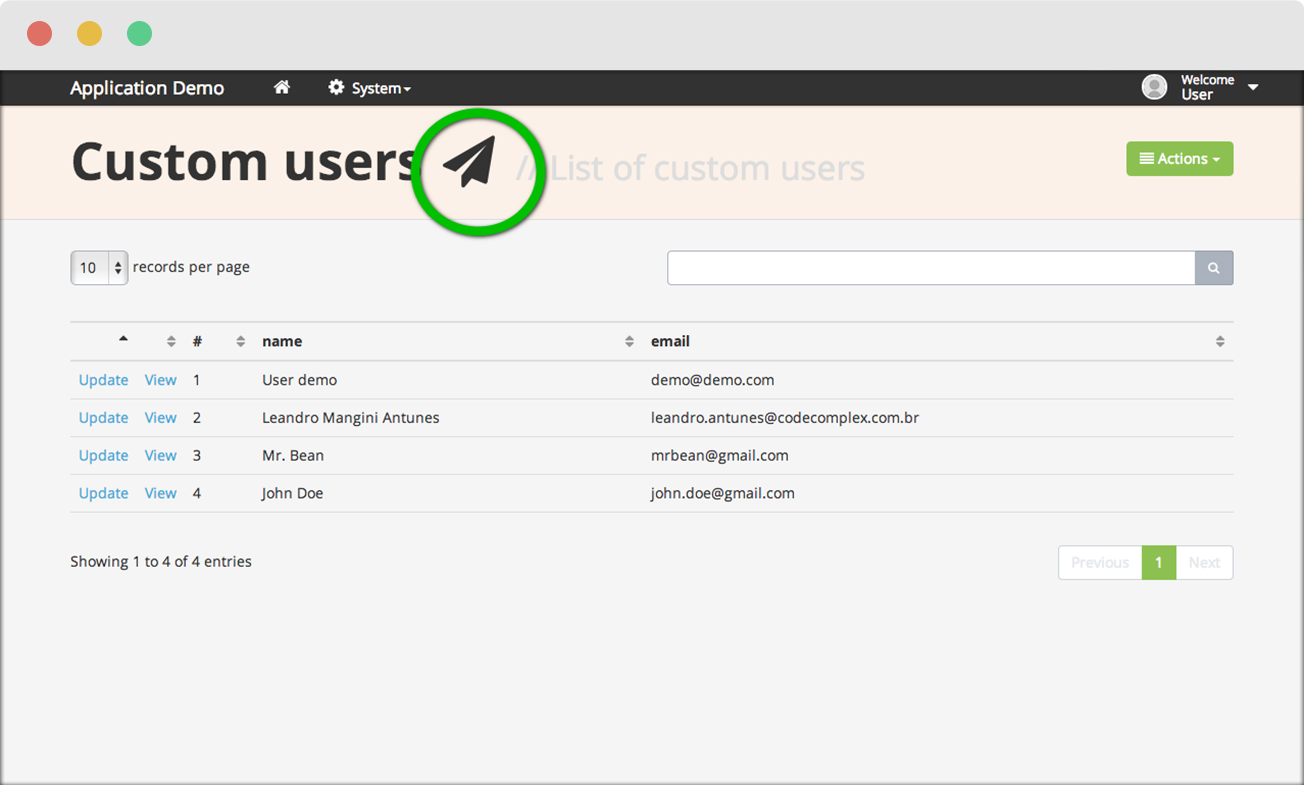 Application Demo System Welcome
User
Custom users // List of custom users Actions
10 records per page
# name email
Update View 1 User demo demo@demo.com
Update View 2 Leandro Mangini Antunes leandro.antunes@codecomplex.com.br
Update View 3 Mr. Bean mrbean@gmail.com
Update View 4 John Doe john.doe@gmail.com
Showing 1 to 4 of 4 entries Previous 1 Next